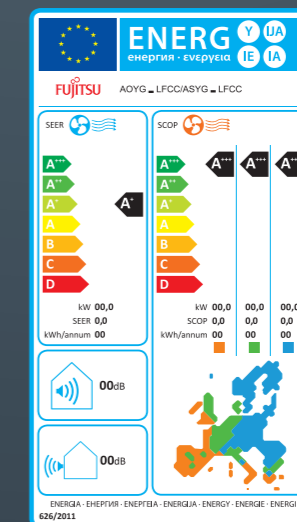 ENERG Y IJA
енергия · ενεργεια IE IA
FUJITSU AOYG_LFCC/ASYG_LFCC
SEER SCOP
A+++ A+++ A+++ A+++ A++
A++ A++
A+ A+ A+
A A
B B
C C
D D
kW 00,0 kW 00,0 00,0 00,0
SEER 0,0 SCOP 0,0 0,0 0,0
kWh/annum 00 kWh/annum 00 00 00
00dB
00dB
ENERGIA · ЕНЕРГИЯ · ΕΝΕΡΓΕΙΑ · ENERGIJA · ENERGY · ENERGIE · ENERGI
626/2011